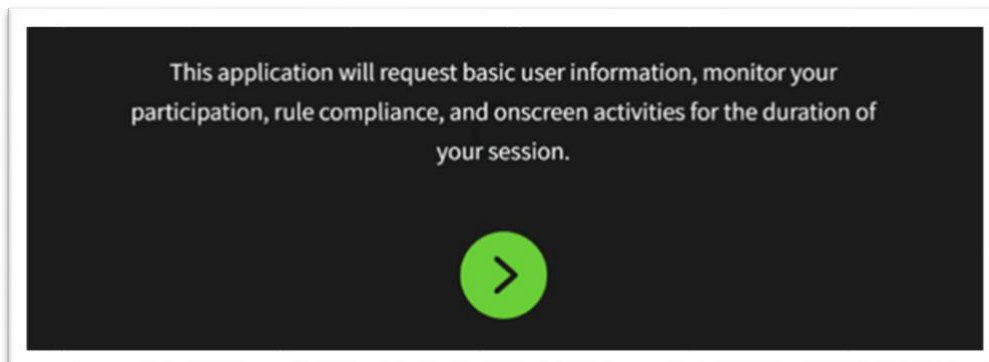 This application will request basic user information, monitor your
participation, rule compliance, and onscreen activities for the duration of
your session.